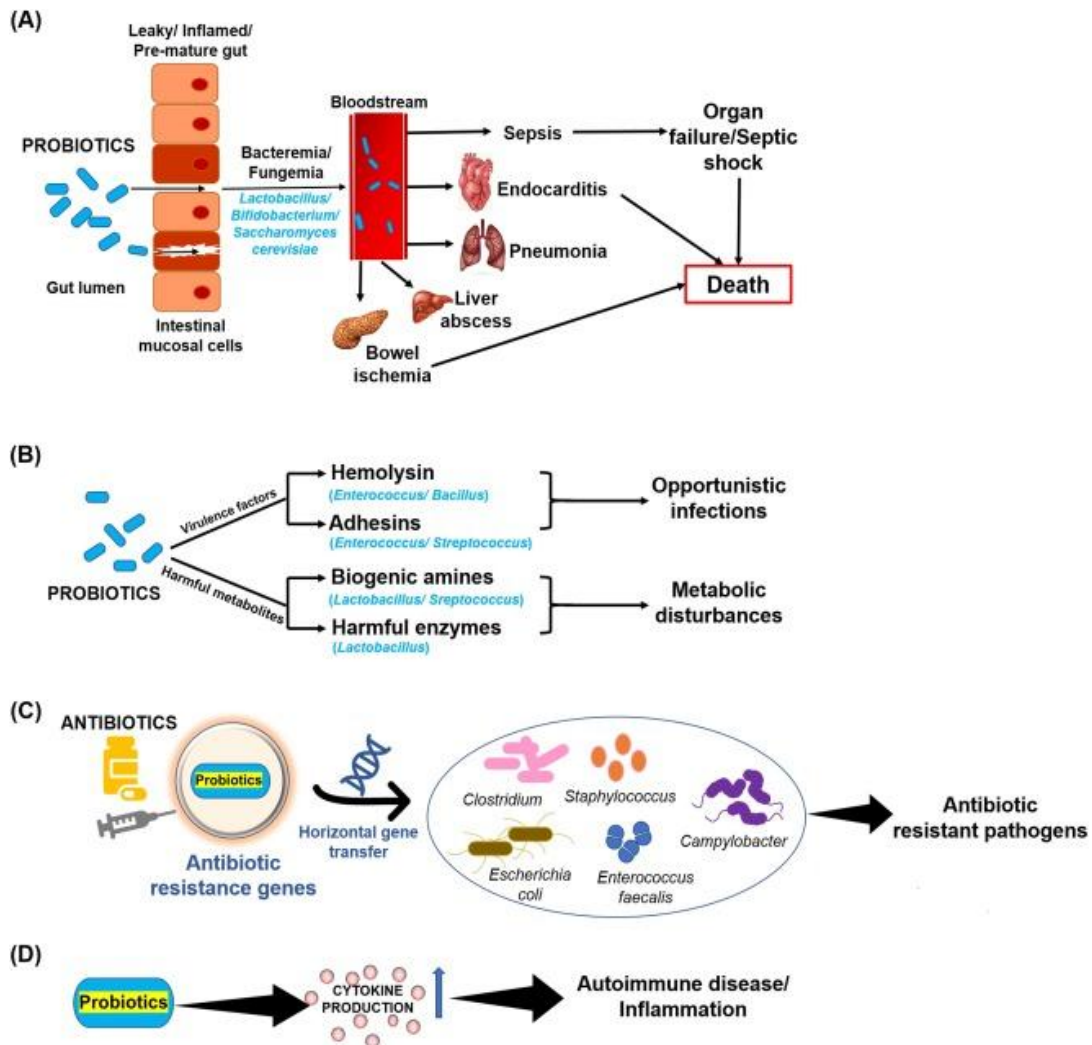 (A)
Leaky/ Inflamed/
Pre-mature gut
PROBIOTICS
Gut lumen
Intestinal
mucosal cells
Bacteremia/
Fungemia
Lactobacillus/
Bifidobacterium/
Saccharomyces
cerevisiae
Bloodstream
Sepsis
Endocarditis
Pneumonia
Liver
abscess
Bowel
ischemia
Organ
failure/Septic
shock
Death
(B)
PROBIOTICS
Virulence factors
Harmful metabolites
Hemolysin
(Enterococcus/ Bacillus)
Adhesins
(Enterococcus/ Streptococcus)
Biogenic amines
(Lactobacillus/ Sreptococcus)
Harmful enzymes
(Lactobacillus)
Opportunistic
infections
Metabolic
disturbances
(C)
ANTIBIOTICS
Probiotics
Antibiotic
resistance genes
Horizontal gene
transfer
Clostridium
Staphylococcus
Campylobacter
Escherichia
coli
Enterococcus
faecalis
Antibiotic
resistant pathogens
(D)
Probiotics
CYTOKINE
PRODUCTION
Autoimmune disease/
Inflammation